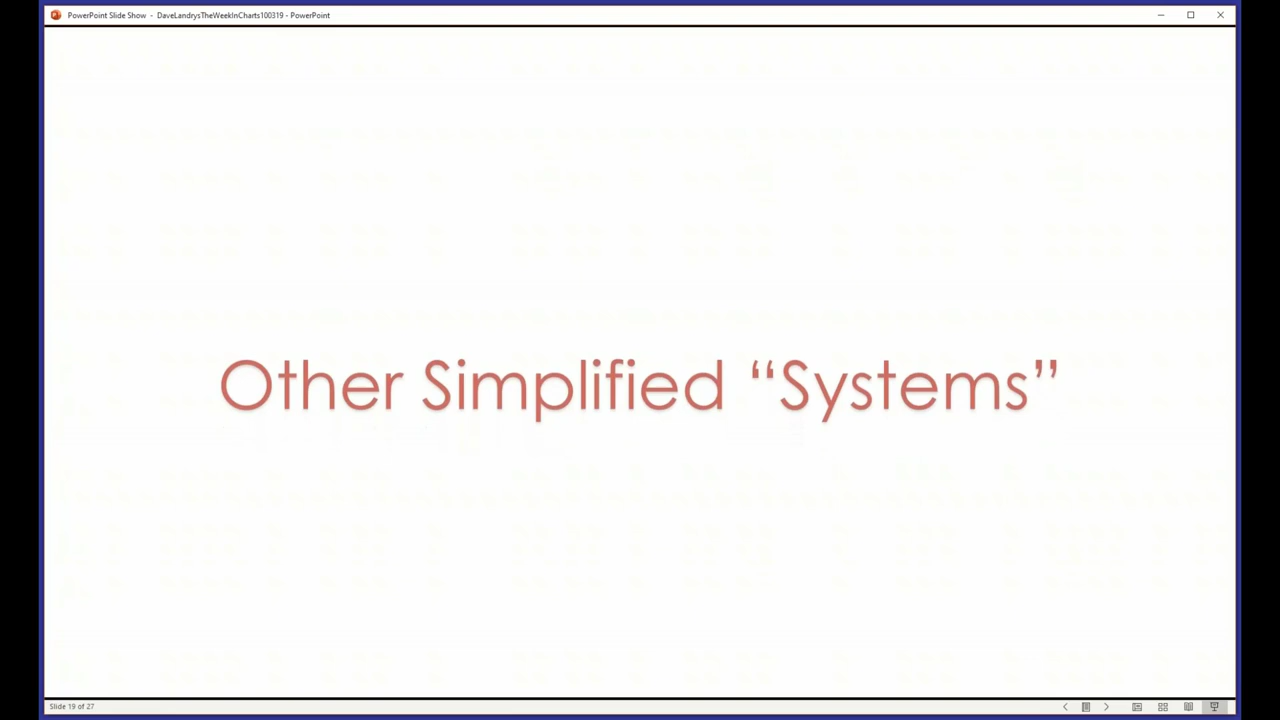 PowerPoint Slide Show - DaveLandrysTheWeekInCharts100319 - PowerPoint
Other Simplified “Systems”
Slide 19 of 27